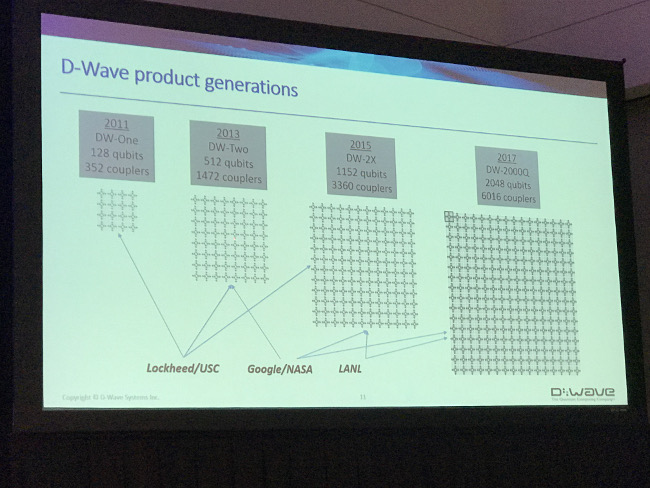 D-Wave product generations
2011
DW-One
128 qubits
352 couplers
2013
DW-Two
512 qubits
1472 couplers
2015
DW-2X
1152 qubits
3360 couplers
2017
DW-2000Q
2048 qubits
6016 couplers
Lockheed/USC
Google/NASA
LANL
Copyright © D-Wave Systems Inc.
11
D:wave
The Quantum Computing Company